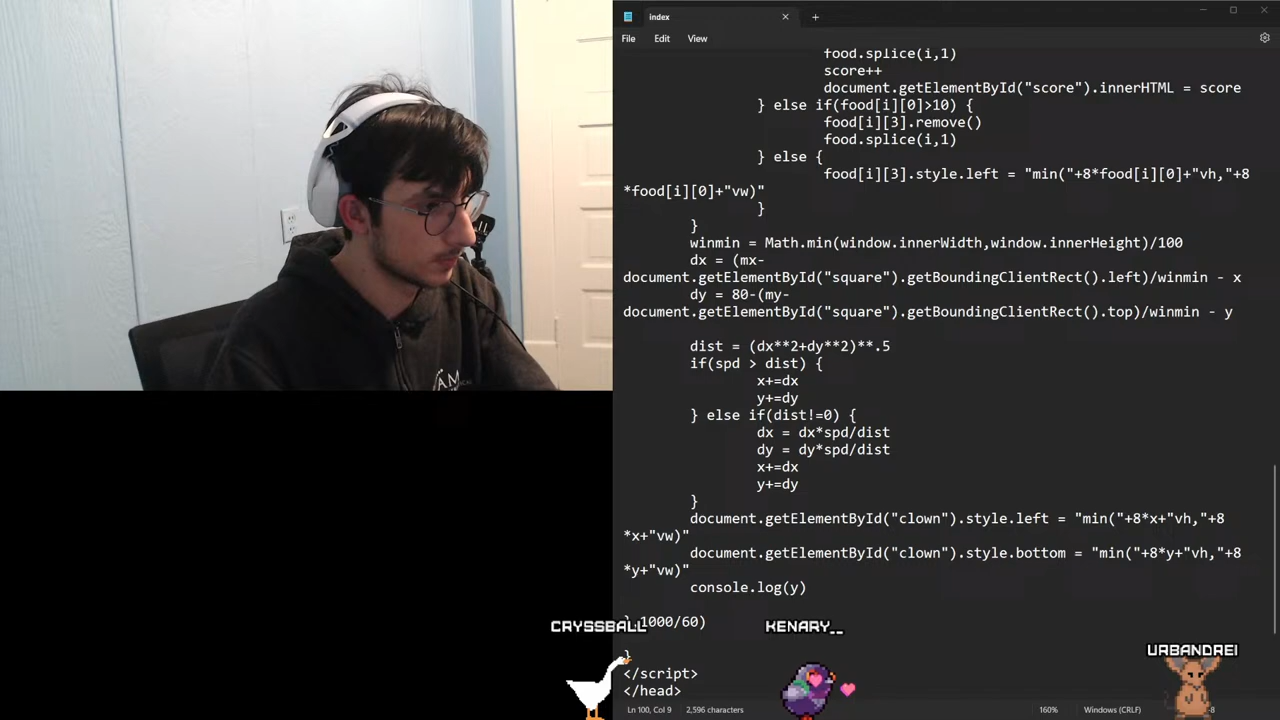 index
File Edit View
food.splice(i,1)
score++
document.getElementById("score").innerHTML = score
} else if(food[i][0]>10) {
food[i][3].remove()
food.splice(i,1)
} else {
food[i][3].style.left = "min("+8*food[i][0]+"vh,"+8
*food[i][0]+"vw)"
}
}
winmin = Math.min(window.innerWidth,window.innerHeight)/100
dx = (mx-
document.getElementById("square").getBoundingClientRect().left)/winmin - x
dy = 80-(my-
document.getElementById("square").getBoundingClientRect().top)/winmin - y
dist = (dx**2+dy**2)**.5
if(spd > dist) {
x+=dx
y+=dy
} else if(dist!=0) {
dx = dx*spd/dist
dy = dy*spd/dist
x+=dx
y+=dy
}
document.getElementById("clown").style.left = "min("+8*x+"vh,"+8
*x+"vw)"
document.getElementById("clown").style.bottom = "min("+8*y+"vh,"+8
*y+"vw)"
console.log(y)
1000/60)
CRYSSBALL
KENARY__
URBANDREI
}
</script>
</head>
Ln 100, Col 9 2,596 characters 160% Windows (CRLF) -8
AM